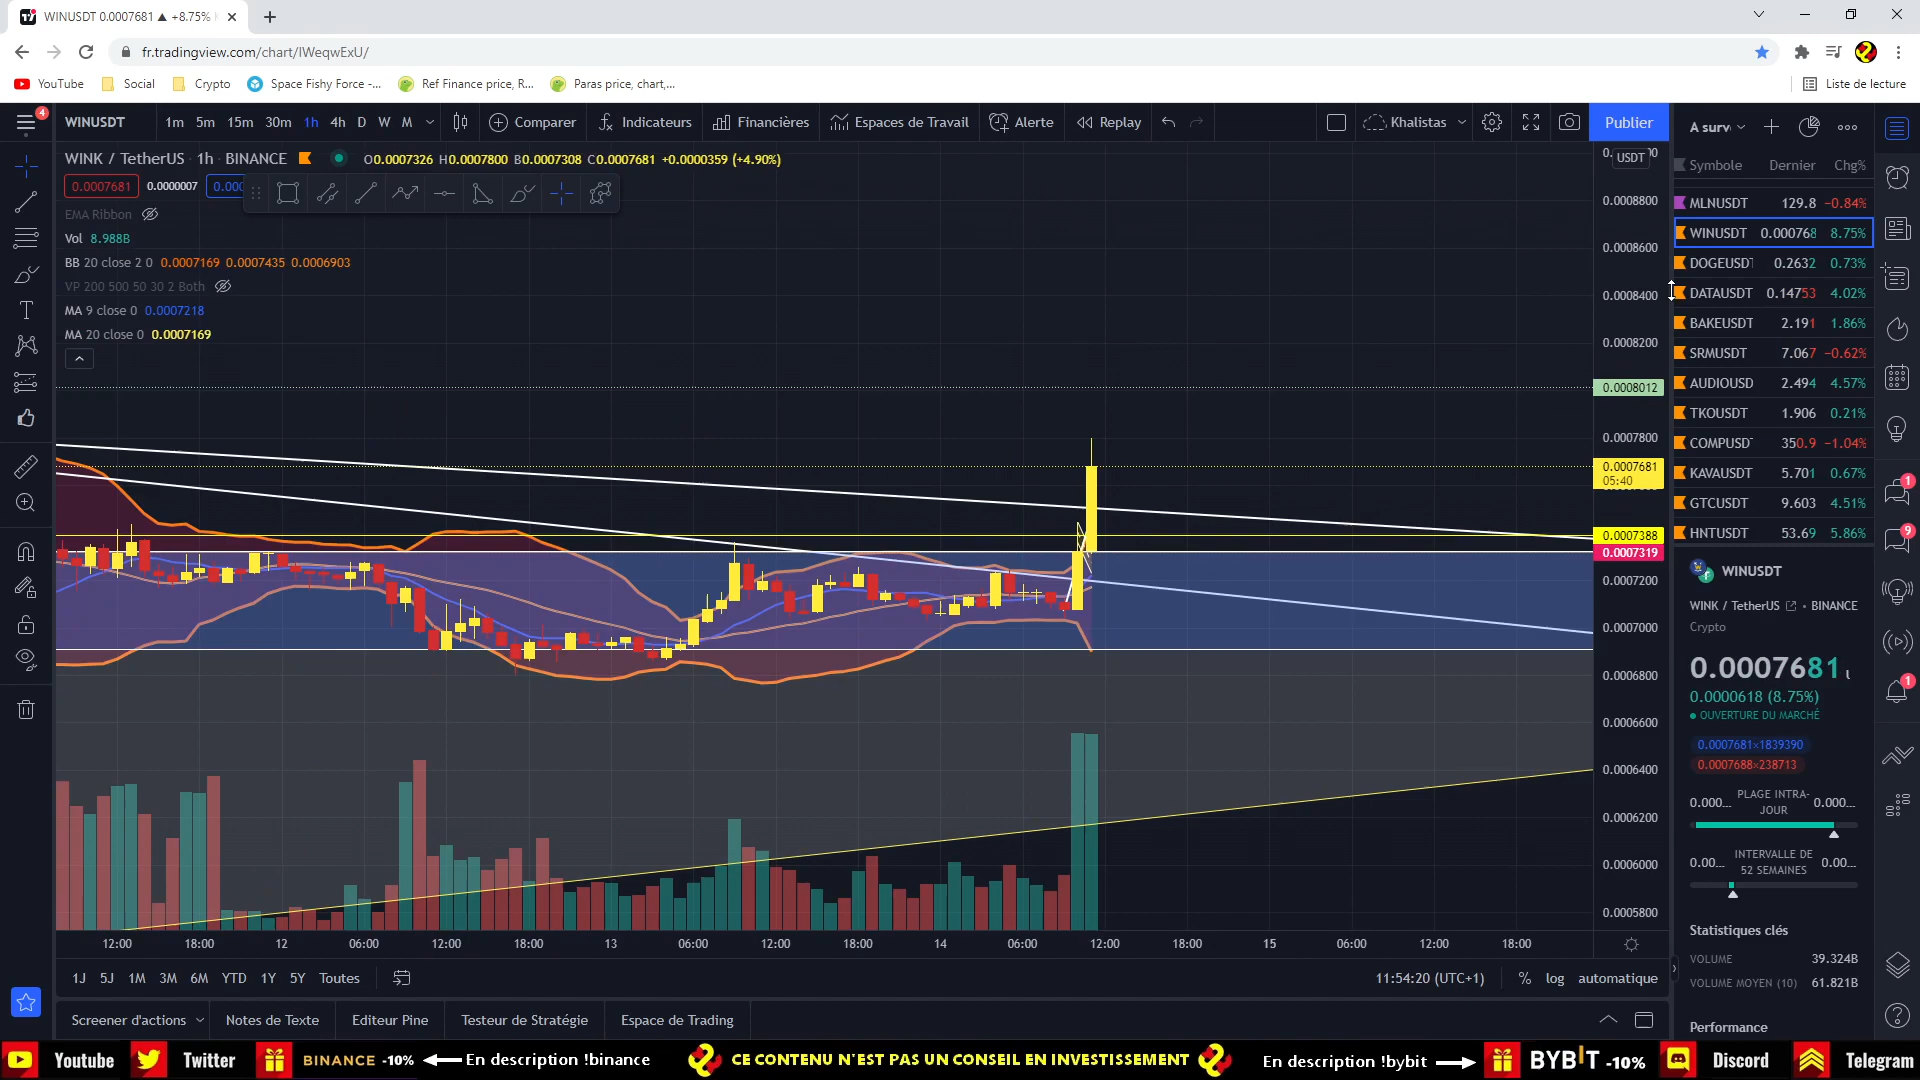 WINUSDT 0.0007681 ▲ +8.75%
fr.tradingview.com/chart/IWeqwExU/
YouTube Social Crypto Space Fishy Force -... Ref Finance price, R... Paras price, chart,... Liste de lecture
4
WINUSDT 1m 5m 15m 30m 1h 4h D W M Comparer Indicateurs Financières Espaces de Travail Alerte Replay Khalistas Publier
WINK / TetherUS · 1h · BINANCE O0.0007326 H0.0007800 B0.0007308 C0.0007681 +0.0000359 (+4.90%)
0.0007681 0.0000007
EMA Ribbon
Vol 8.988B
BB 20 close 2 0 0.0007169 0.0007435 0.0006903
VP 200 500 50 30 2 Both
MA 9 close 0 0.0007218
MA 20 close 0 0.0007169
USDT
0.0008800
0.0008600
0.0008400
0.0008200
0.0008012
0.0007800
0.0007681
05:40
0.0007388
0.0007319
0.0007200
0.0007000
0.0006800
0.0006600
0.0006400
0.0006200
0.0006000
0.0005800
12:00 18:00 12 06:00 12:00 18:00 13 06:00 12:00 18:00 14 06:00 12:00 18:00 15 06:00 12:00 18:00
1J 5J 1M 3M 6M YTD 1Y 5Y Toutes 11:54:20 (UTC+1) % log automatique
Screener d'actions Notes de Texte Editeur Pine Testeur de Stratégie Espace de Trading
A surv
Symbole Dernier Chg%
MLNUSDT 129.8 −0.84%
WINUSDT 0.000768 8.75%
DOGEUSDT 0.2632 0.73%
DATAUSDT 0.14753 4.02%
BAKEUSDT 2.191 1.86%
SRMUSDT 7.067 −0.62%
AUDIOUSD 2.494 4.57%
TKOUSDT 1.906 0.21%
COMPUSD 350.9 −1.04%
KAVAUSDT 5.701 0.67%
GTCUSDT 9.603 4.51%
HNTUSDT 53.69 5.86%
WINUSDT
WINK / TetherUS • BINANCE
Crypto
0.0007681
0.0000618 (8.75%)
OUVERTURE DU MARCHÉ
0.0007681×1839390
0.0007688×238713
0.000... PLAGE INTRA-JOUR 0.000...
0.00... INTERVALLE DE 52 SEMAINES 0.00...
Statistiques clés
VOLUME 39.324B
VOLUME MOYEN (10) 61.821B
Performance
1
9
1
Youtube Twitter BINANCE -10% En description !binance CE CONTENU N'EST PAS UN CONSEIL EN INVESTISSEMENT En description !bybit BYBIT -10% Discord Telegram